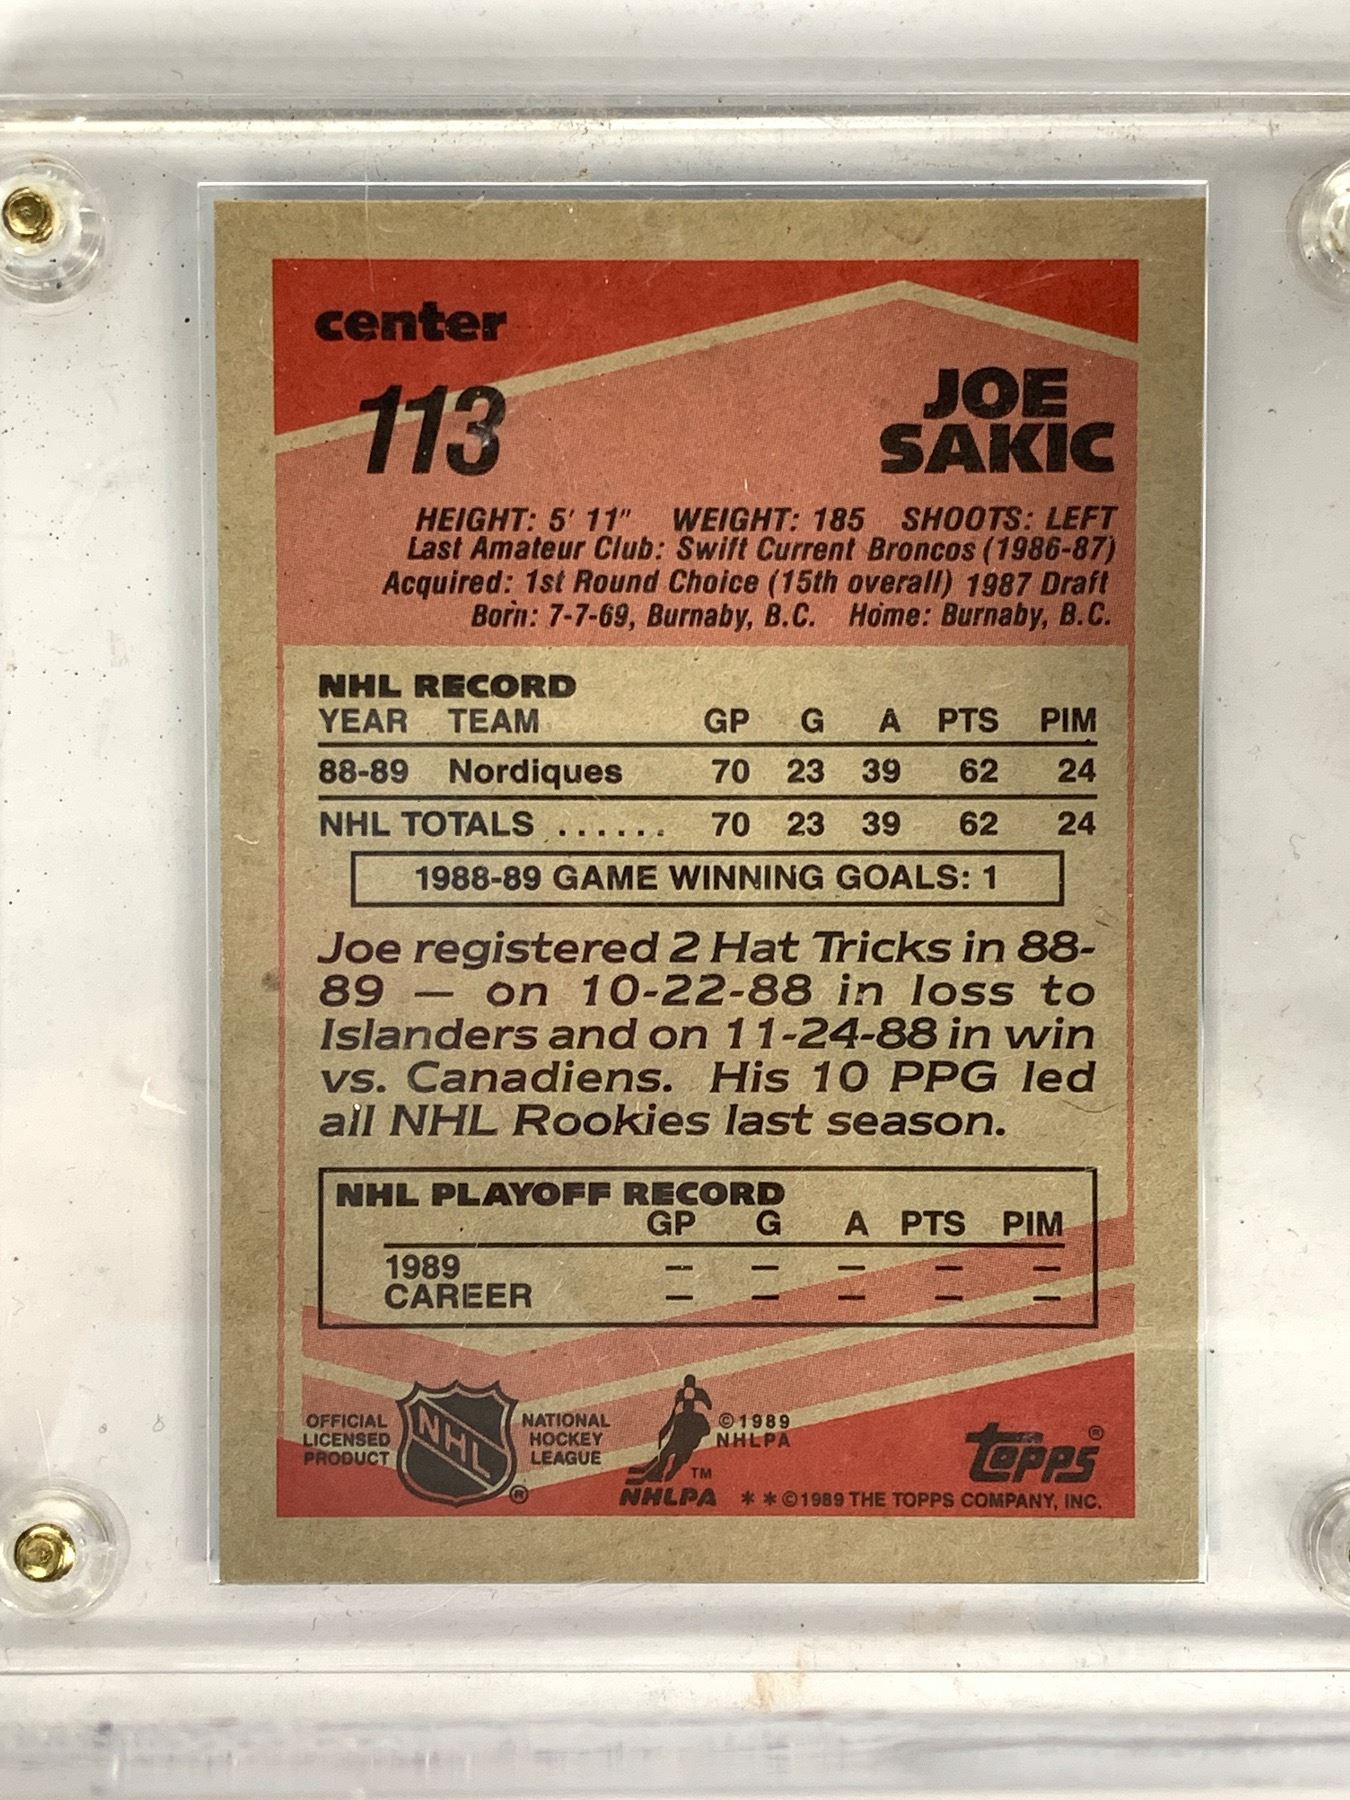 center
113
JOE
SAKIC
HEIGHT: 5' 11" WEIGHT: 185 SHOOTS: LEFT
Last Amateur Club: Swift Current Broncos (1986-87)
Acquired: 1st Round Choice (15th overall) 1987 Draft
Born: 7-7-69, Burnaby, B.C. Home: Burnaby, B.C.
NHL RECORD
YEAR TEAM GP G A PTS PIM
88-89 Nordiques 70 23 39 62 24
NHL TOTALS ...... 70 23 39 62 24
1988-89 GAME WINNING GOALS: 1
Joe registered 2 Hat Tricks in 88-
89 — on 10-22-88 in loss to
Islanders and on 11-24-88 in win
vs. Canadiens. His 10 PPG led
all NHL Rookies last season.
NHL PLAYOFF RECORD
GP G A PTS PIM
1989 — — — — —
CAREER — — — — —
OFFICIAL
LICENSED
PRODUCT
NHL
®
NATIONAL
HOCKEY
LEAGUE
TM
NHLPA
©1989
NHLPA
TOPPS®
**©1989 THE TOPPS COMPANY, INC.